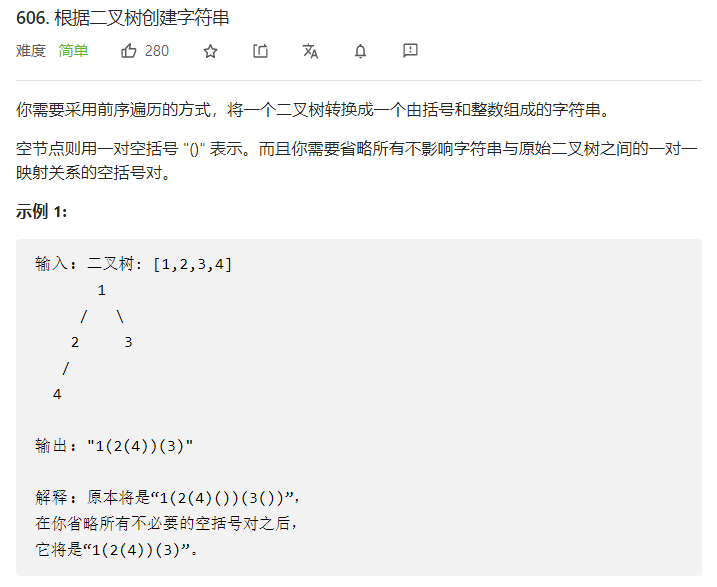 606. 根据二叉树创建字符串
难度 简单 280
你需要采用前序遍历的方式，将一个二叉树转换成一个由括号和整数组成的字符串。
空节点则用一对空括号 "()" 表示。而且你需要省略所有不影响字符串与原始二叉树之间的一对一
映射关系的空括号对。
示例 1:
输入: 二叉树: [1,2,3,4]
1
/ \
2 3
/
4
输出: "1(2(4))(3)"
解释: 原本将是“1(2(4)())(3())”，
在你省略所有不必要的空括号对之后，
它将是“1(2(4))(3)”。